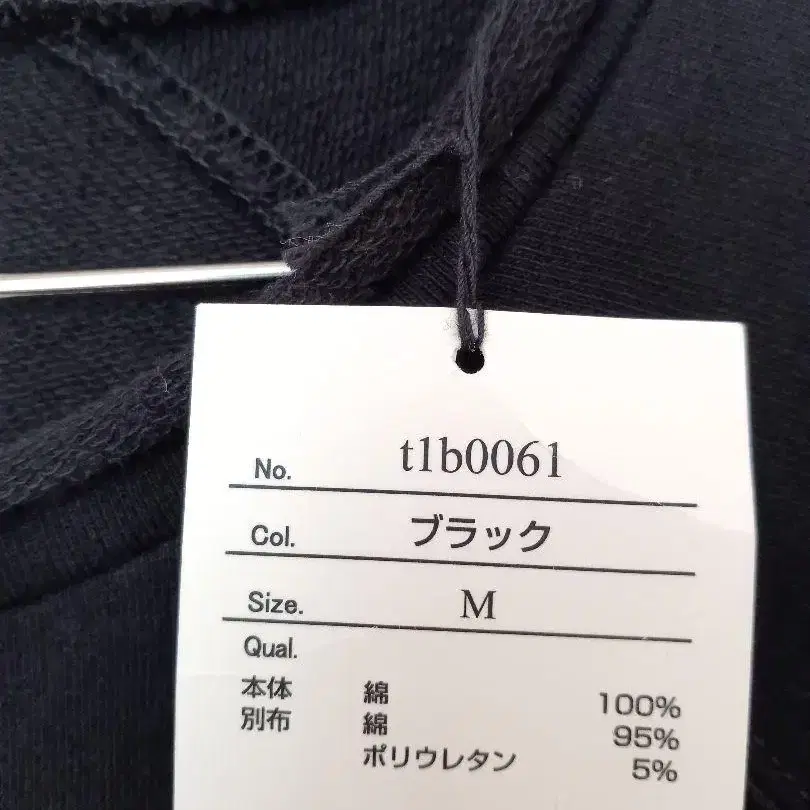 No. t1b0061
Col. ブラック
Size. M
Qual.
本体 綿 100%
別布 綿 95%
ポリウレタン 5%